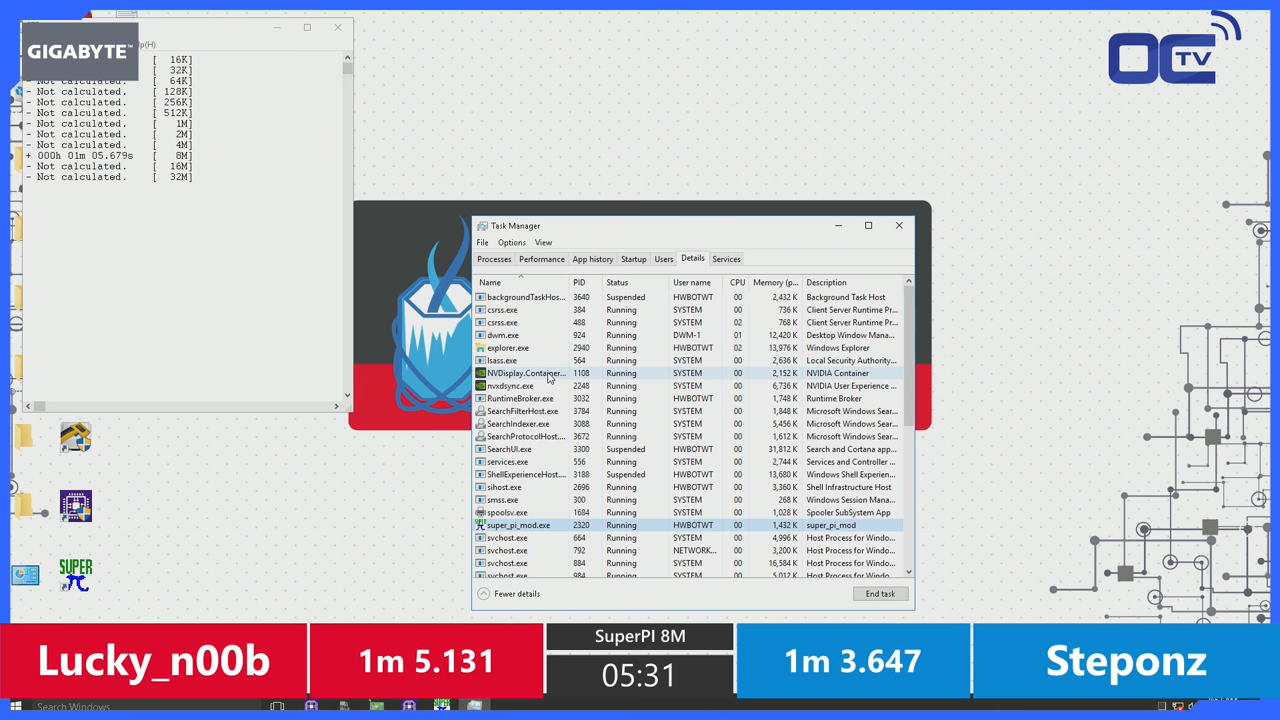 GIGABYTE™
p(H)
[ 16K]
[ 32K]
- Not calculated. [ 64K]
- Not calculated. [ 128K]
- Not calculated. [ 256K]
- Not calculated. [ 512K]
- Not calculated. [ 1M]
- Not calculated. [ 2M]
- Not calculated. [ 4M]
+ 000h 01m 05.679s [ 8M]
- Not calculated. [ 16M]
- Not calculated. [ 32M]
OC TV
Task Manager
File Options View
Processes Performance App history Startup Users Details Services
Name PID Status User name CPU Memory (p... Description
backgroundTaskHos... 3640 Suspended HWBOTWT 00 2,432 K Background Task Host
csrss.exe 384 Running SYSTEM 00 736 K Client Server Runtime Pr...
csrss.exe 488 Running SYSTEM 02 768 K Client Server Runtime Pr...
dwm.exe 924 Running DWM-1 01 12,420 K Desktop Window Mana...
explorer.exe 2940 Running HWBOTWT 02 13,976 K Windows Explorer
lsass.exe 564 Running SYSTEM 00 2,636 K Local Security Authority...
NVDisplay.Container... 1108 Running SYSTEM 00 2,152 K NVIDIA Container
nvxdsync.exe 2248 Running SYSTEM 00 6,736 K NVIDIA User Experience ...
RuntimeBroker.exe 3032 Running HWBOTWT 00 1,748 K Runtime Broker
SearchFilterHost.exe 3784 Running SYSTEM 00 1,848 K Microsoft Windows Sear...
SearchIndexer.exe 3088 Running SYSTEM 00 5,456 K Microsoft Windows Sear...
SearchProtocolHost.... 3672 Running SYSTEM 00 1,612 K Microsoft Windows Sear...
SearchUI.exe 3300 Suspended HWBOTWT 00 31,812 K Search and Cortana app...
services.exe 556 Running SYSTEM 00 2,744 K Services and Controller ...
ShellExperienceHost.... 3188 Suspended HWBOTWT 00 13,680 K Windows Shell Experien...
sihost.exe 2696 Running HWBOTWT 00 3,360 K Shell Infrastructure Host
smss.exe 300 Running SYSTEM 00 268 K Windows Session Mana...
spoolsv.exe 1684 Running SYSTEM 00 1,028 K Spooler SubSystem App
super_pi_mod.exe 2320 Running HWBOTWT 00 1,432 K super_pi_mod
svchost.exe 664 Running SYSTEM 00 4,996 K Host Process for Windo...
svchost.exe 792 Running NETWORK... 00 3,200 K Host Process for Windo...
svchost.exe 884 Running SYSTEM 00 16,584 K Host Process for Windo...
svchost.exe 984 Running SYSTEM 00 5,012 K Host Process for Windo...
Fewer details End task
SUPER π
Lucky_n00b 1m 5.131 SuperPI 8M 05:31 1m 3.647 Steponz
Search Windows